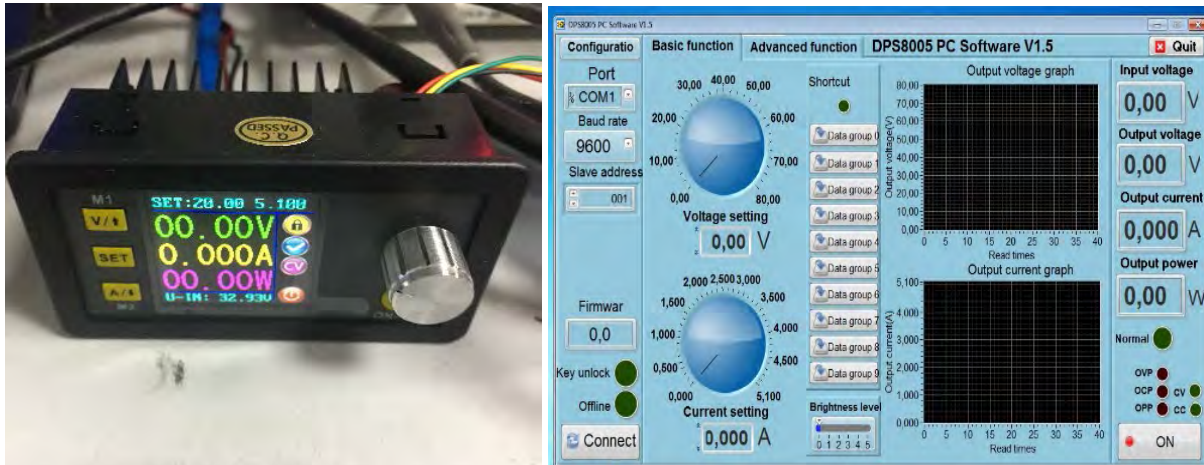 Q.C.
PASSED
M1
V/⬆
SET
A/⬇
M2
SET:20.00 5.100
00.00V
0.000A
00.00W
CV
U-IN: 32.93V
DPS8005 PC Software V1.5
Configuratio
Basic function
Advanced function
DPS8005 PC Software V1.5
Quit
Port
COM1
Baud rate
9600
Slave address
001
Firmwar
0,0
Key unlock
Offline
Connect
0,00
10,00
20,00
30,00
40,00
50,00
60,00
70,00
80,00
Voltage setting
0,00 V
0,000
0,500
1,000
1,500
2,000
2,500
3,000
3,500
4,000
4,500
5,100
Current setting
0,000 A
Shortcut
Data group 0
Data group 1
Data group 2
Data group 3
Data group 4
Data group 5
Data group 6
Data group 7
Data group 8
Data group 9
Brightness level
0 1 2 3 4 5
Output voltage graph
Output voltage(V)
80,00
70,00
60,00
50,00
40,00
30,00
20,00
10,00
0,00
0 5 10 15 20 25 30 35 40
Read times
Output current graph
Output current(A)
5,100
4,000
3,000
2,000
1,000
0,000
0 5 10 15 20 25 30 35 40
Read times
Input voltage
0,00 V
Output voltage
0,00 V
Output current
0,000 A
Output power
0,00 W
Normal
OVP
OCP CV
OPP CC
ON